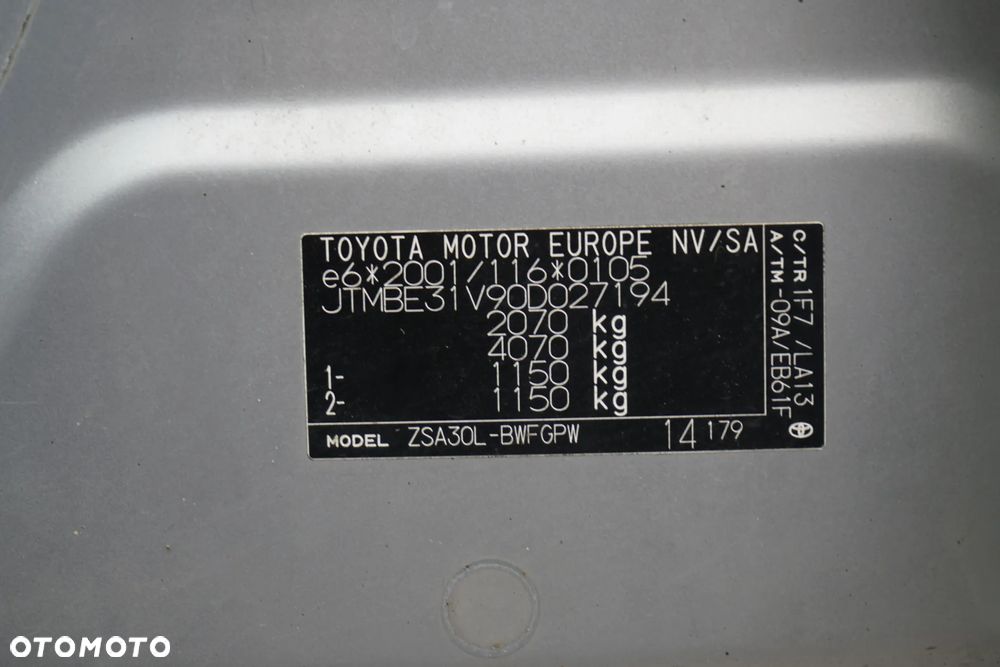 TOYOTA MOTOR EUROPE NV/SA
e6*2001/116*0105
JTMBE31V90D027194
2070 kg
4070 kg
1- 1150 kg
2- 1150 kg
MODEL ZSA30L-BWFGPW 14 179
C/TR 1F7 /LA13
A/TM -09A/EB61F
OTOMOTO